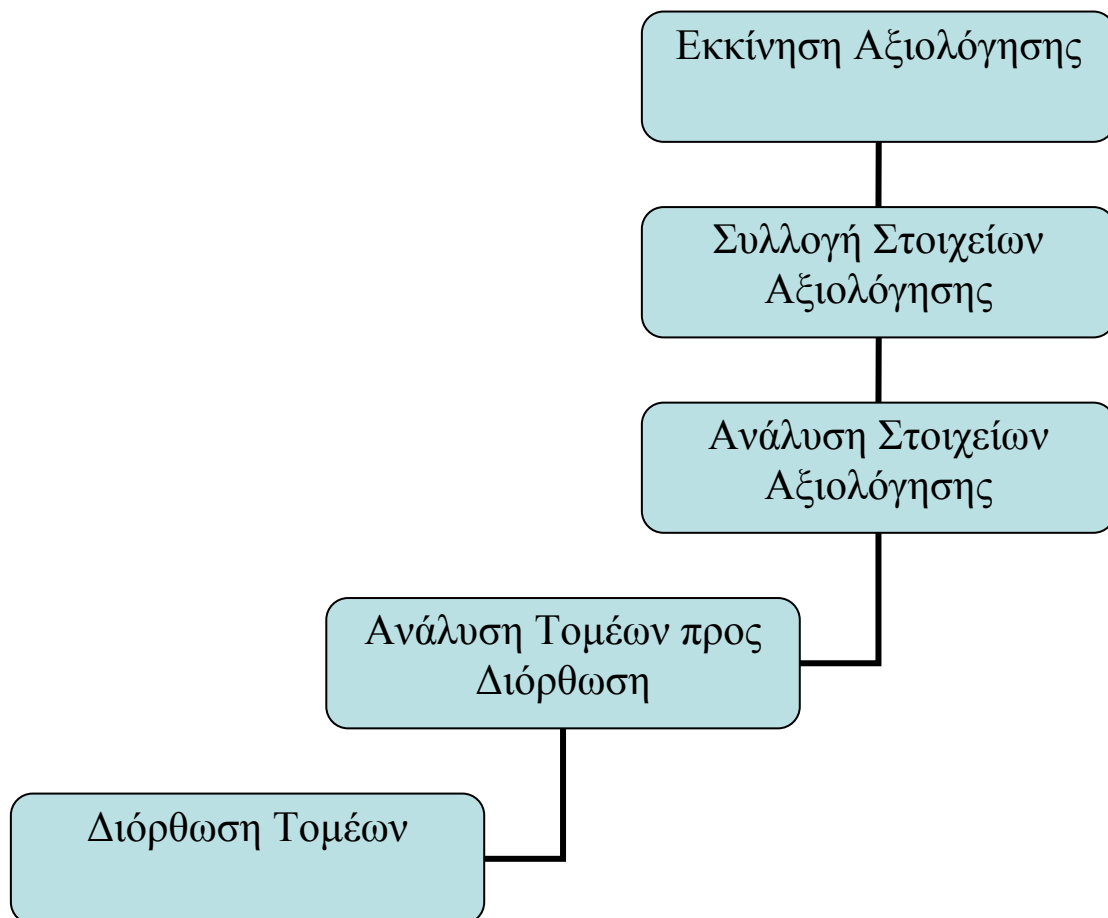 Εκκίνηση Αξιολόγησης
Συλλογή Στοιχείων
Αξιολόγησης
Ανάλυση Στοιχείων
Αξιολόγησης
Ανάλυση Τομέων προς
Διόρθωση
Διόρθωση Τομέων